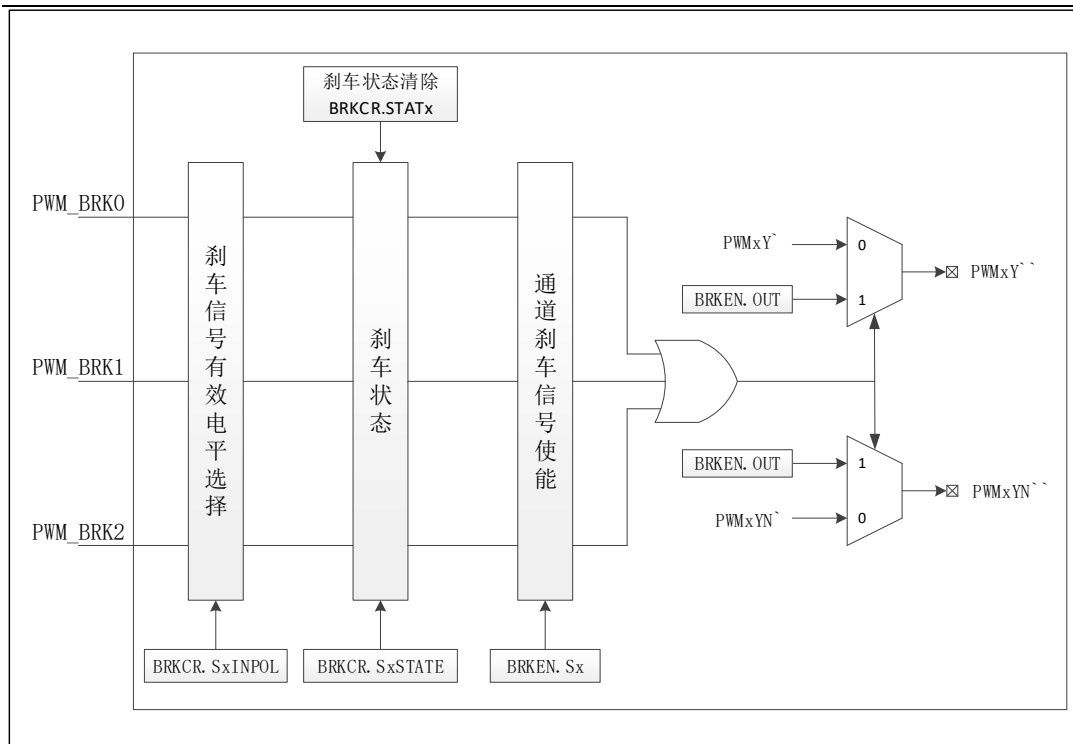 刹车状态清除
BRKCR.STATx
PWM_BRK0
PWM_BRK1
PWM_BRK2
刹车信号有效电平选择
刹车状态
通道刹车信号使能
PWMxY`
0
BRKEN.OUT
1
PWMxY``
BRKEN.OUT
1
PWMxYN`
0
PWMxYN``
BRKCR.SxINPOL
BRKCR.SxSTATE
BRKEN.Sx